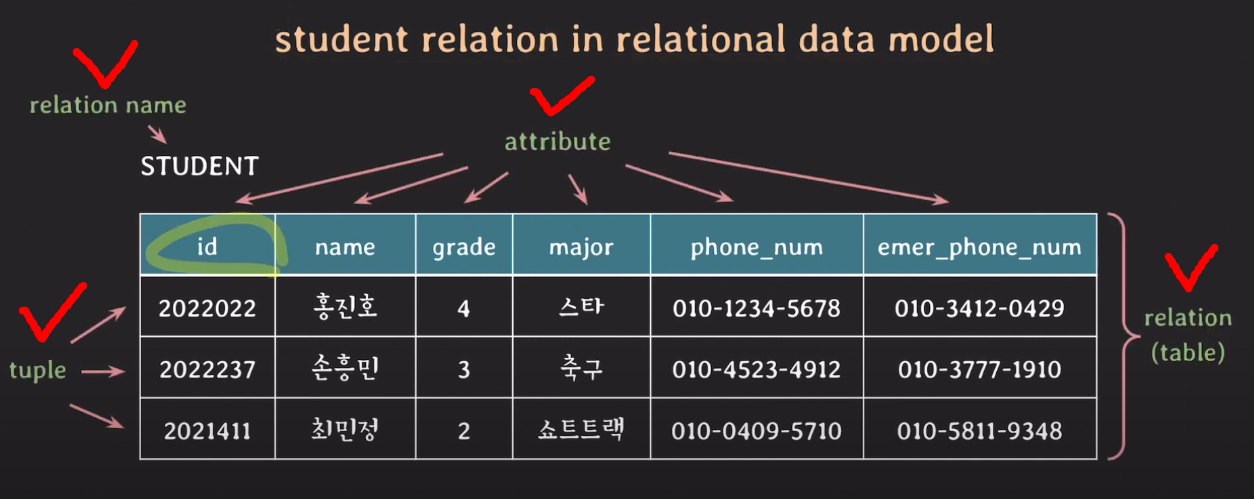 student relation in relational data model
relation name
attribute
STUDENT
id name grade major phone_num emer_phone_num
2022022 홍진호 4 스타 010-1234-5678 010-3412-0429
relation
(table)
tuple
2022237 손흥민 3 축구 010-4523-4912 010-3777-1910
2021411 최민정 2 쇼트트랙 010-0409-5710 010-5811-9348